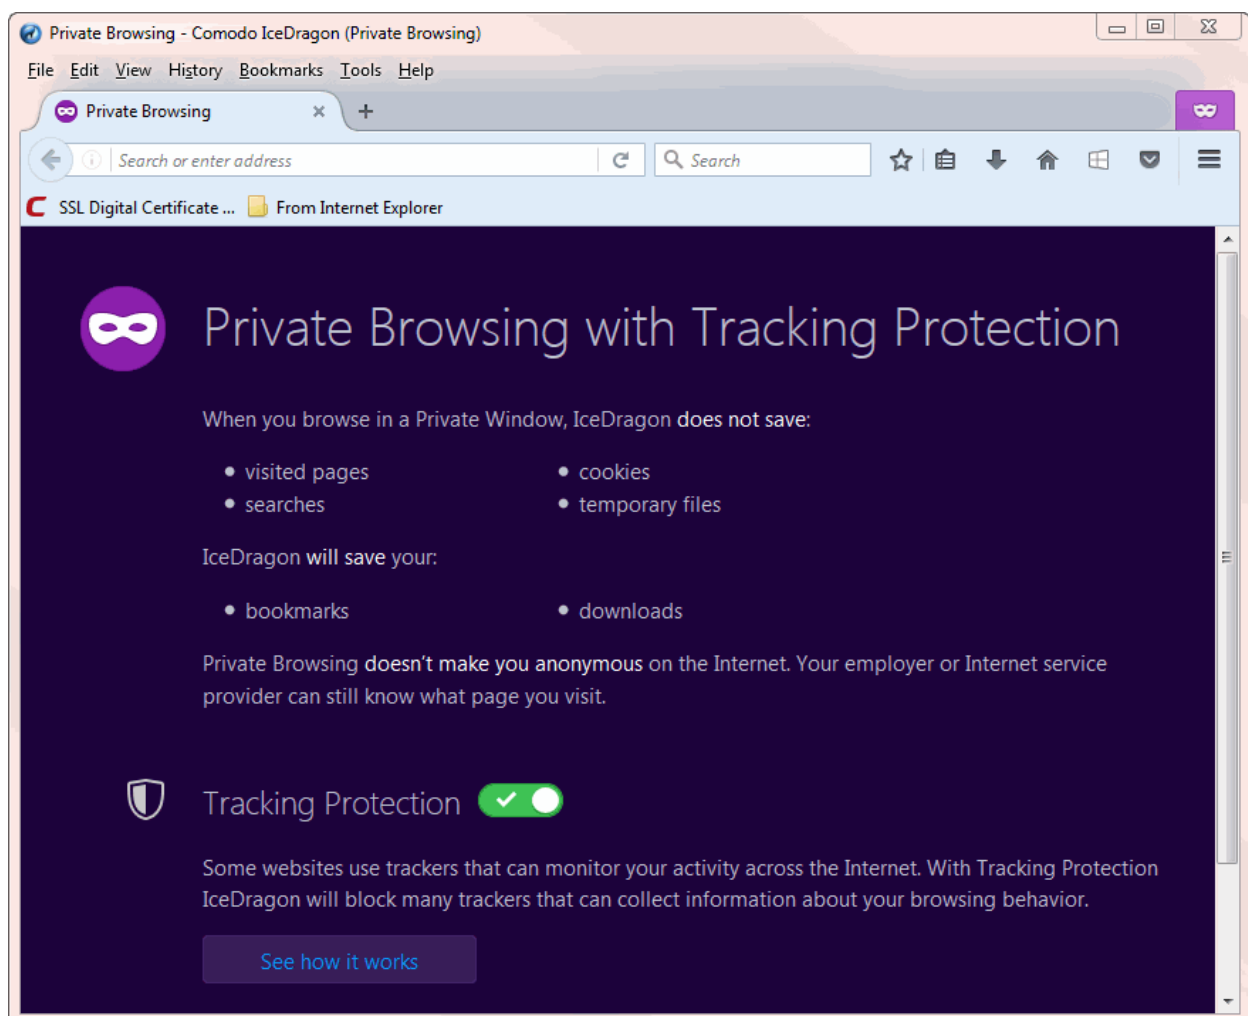 Private Browsing - Comodo IceDragon (Private Browsing)
File Edit View History Bookmarks Tools Help
Private Browsing
Search or enter address Search
SSL Digital Certificate ... From Internet Explorer
Private Browsing with Tracking Protection
When you browse in a Private Window, IceDragon does not save:
visited pages cookies
searches temporary files
IceDragon will save your:
bookmarks downloads
Private Browsing doesn't make you anonymous on the Internet. Your employer or Internet service
provider can still know what page you visit.
Tracking Protection
Some websites use trackers that can monitor your activity across the Internet. With Tracking Protection
IceDragon will block many trackers that can collect information about your browsing behavior.
See how it works